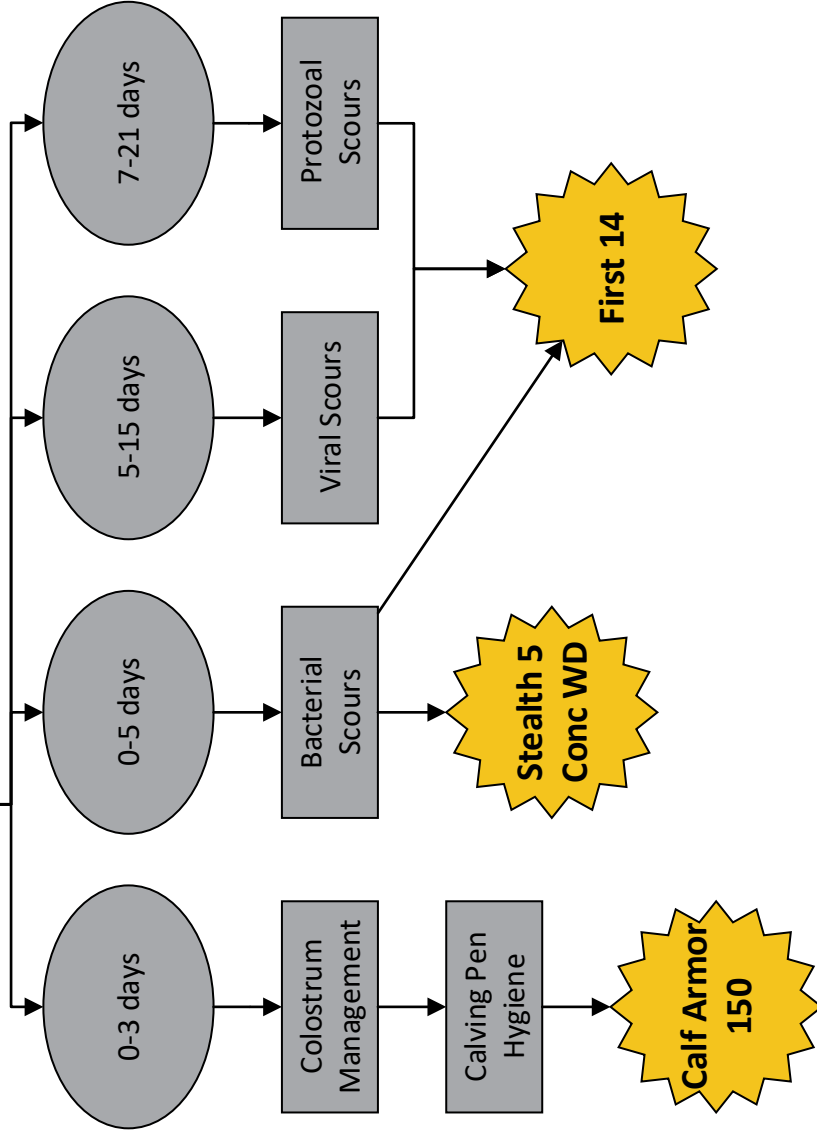 0-3 days
0-5 days
5-15 days
7-21 days
Colostrum
Management
Bacterial
Scours
Viral Scours
Protozoal
Scours
Calving Pen
Hygiene
Calf Armor
150
Stealth 5
Conc WD
First 14